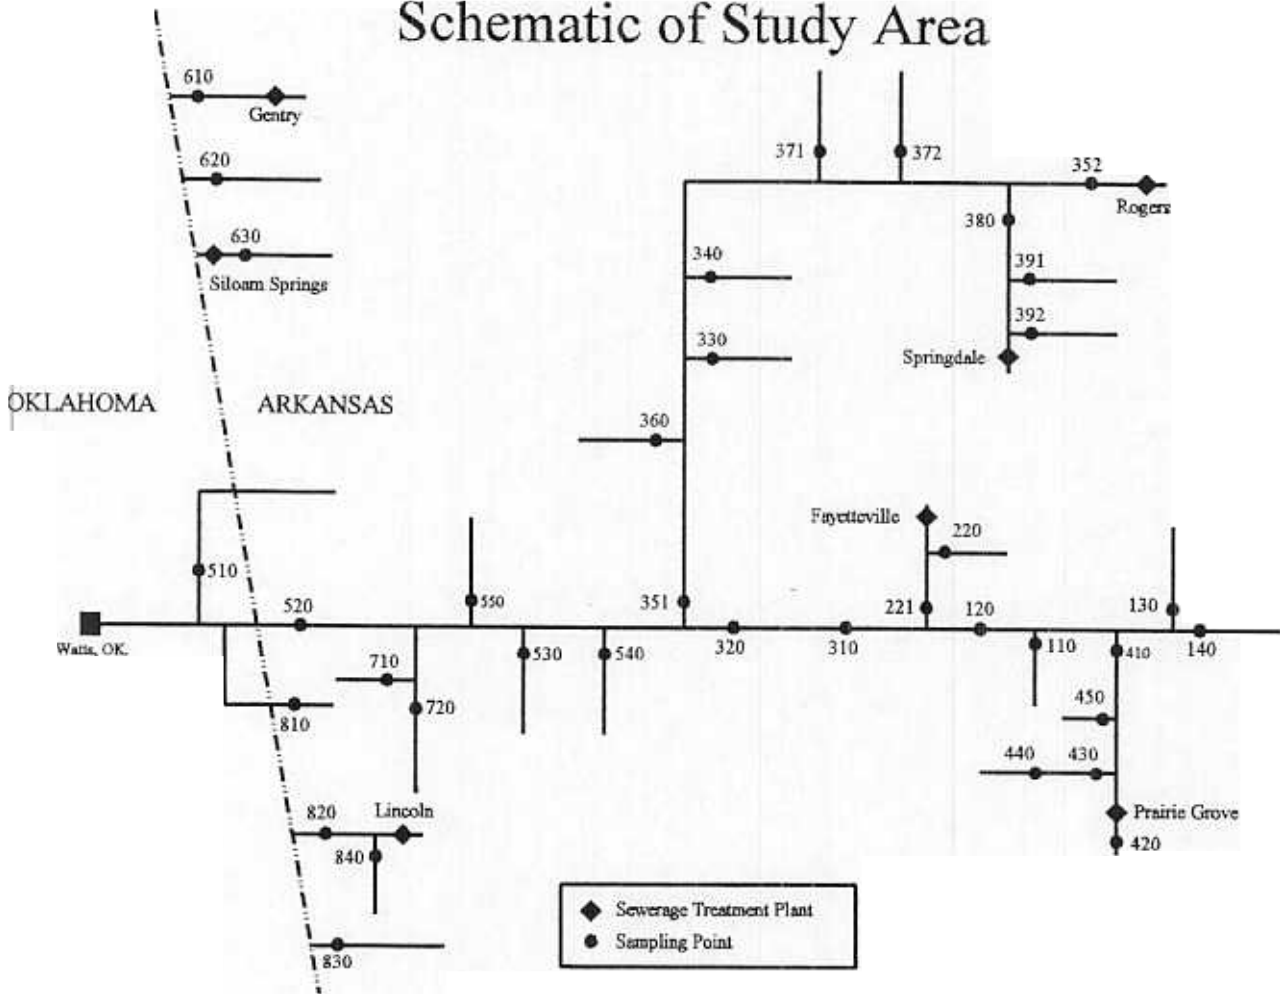 Schematic of Study Area
610
Gentry
620
630
Siloam Springs
371
372
352
Rogers
380
340
391
392
330
Springdale
OKLAHOMA
ARKANSAS
360
Fayetteville
220
510
520
550
351
221
120
130
Watts, OK.
710
530
540
320
310
110
410
140
720
810
450
440
430
820
Lincoln
Prairie Grove
840
420
830
Sewerage Treatment Plant
Sampling Point